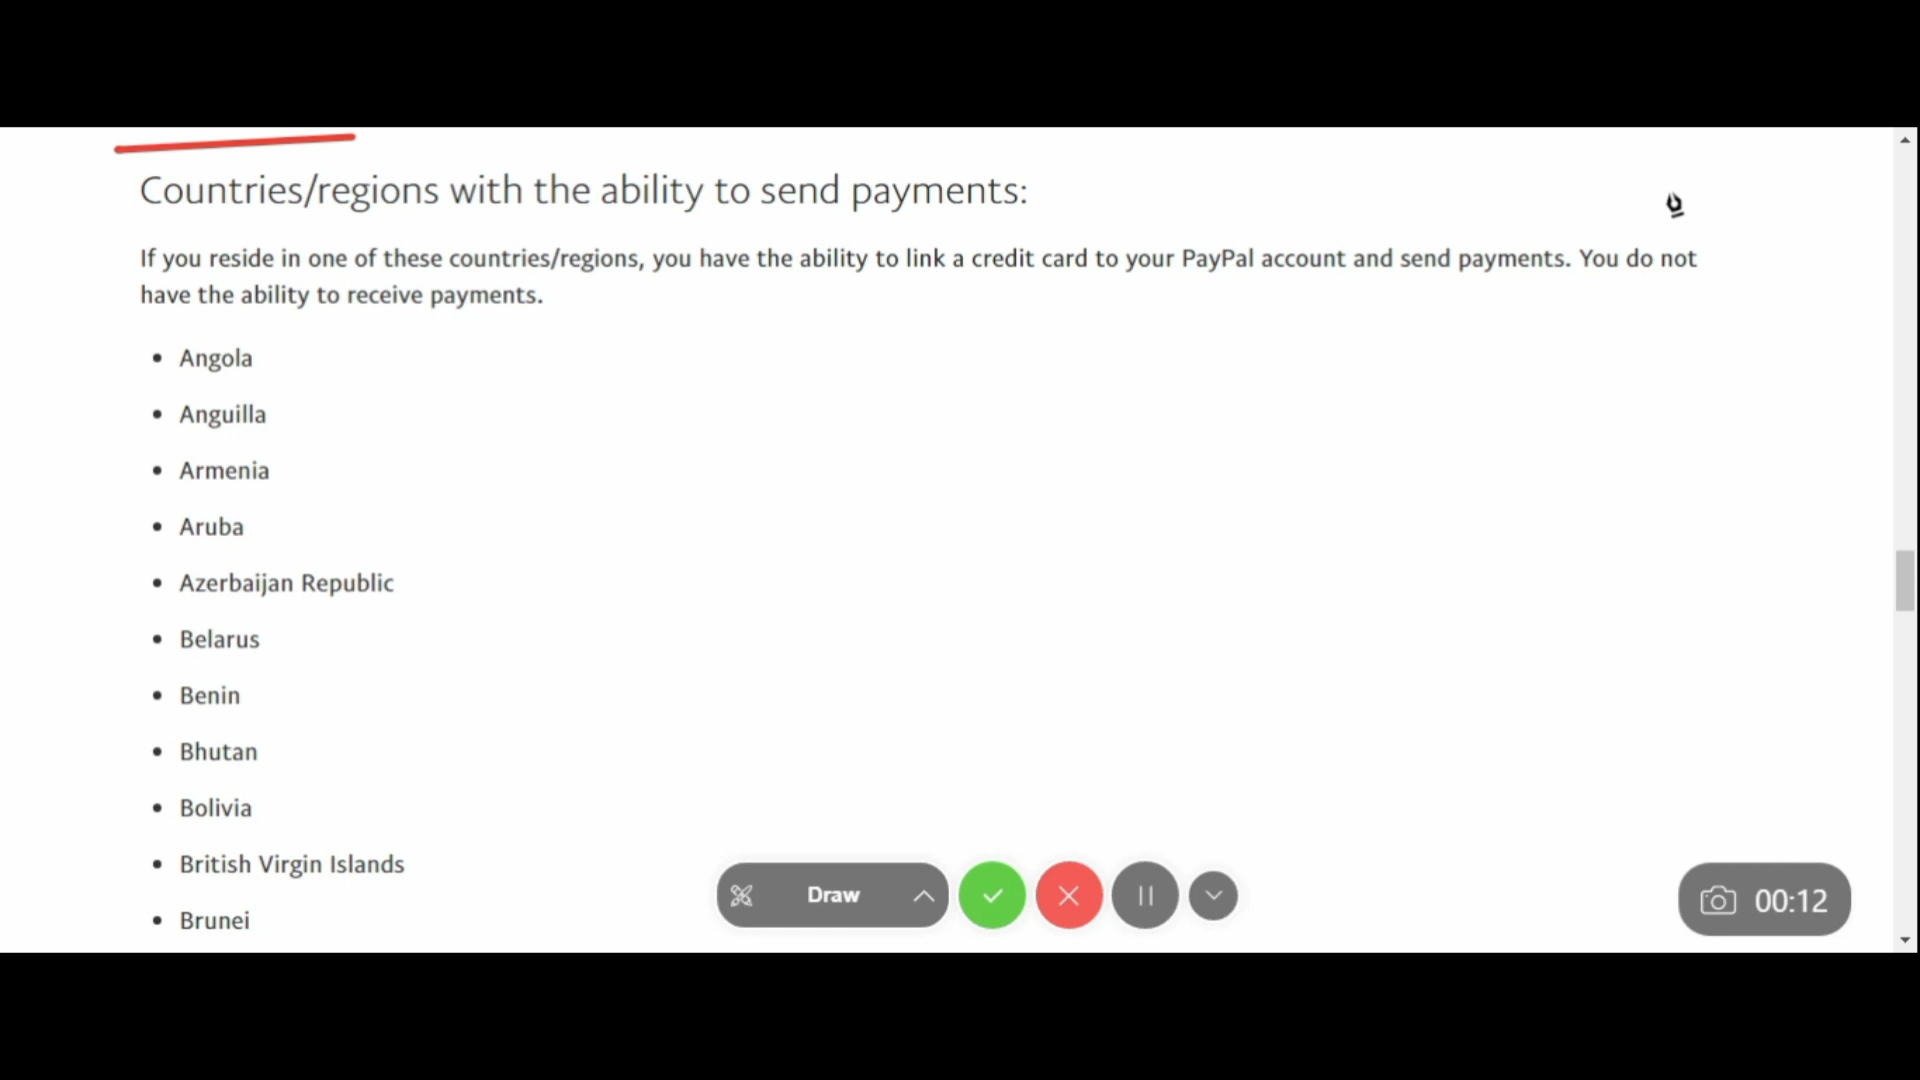 Countries/regions with the ability to send payments:
If you reside in one of these countries/regions, you have the ability to link a credit card to your PayPal account and send payments. You do not
have the ability to receive payments.
Angola
Anguilla
Armenia
Aruba
Azerbaijan Republic
Belarus
Benin
Bhutan
Bolivia
British Virgin Islands
Brunei
Draw
00:12